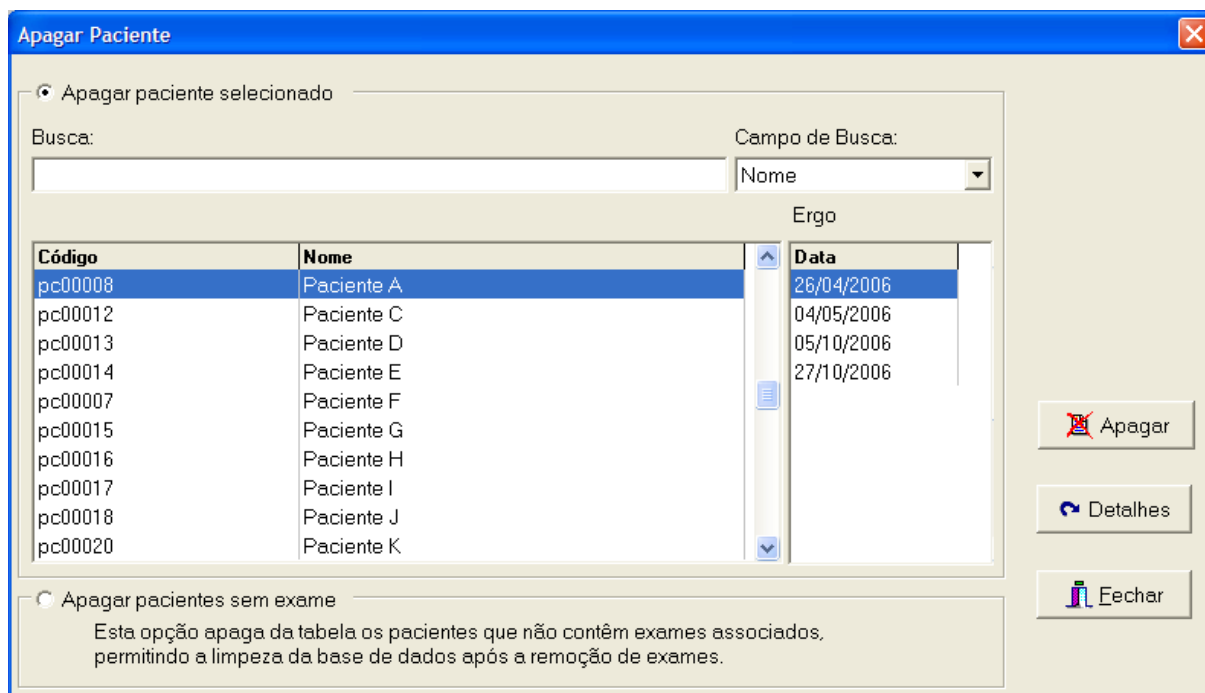 Apagar Paciente
Apagar paciente selecionado
Busca:
Campo de Busca:
Nome
Ergo
Código Nome Data
pc00008 Paciente A 26/04/2006
pc00012 Paciente C 04/05/2006
pc00013 Paciente D 05/10/2006
pc00014 Paciente E 27/10/2006
pc00007 Paciente F
pc00015 Paciente G
pc00016 Paciente H
pc00017 Paciente I
pc00018 Paciente J
pc00020 Paciente K
Apagar
Detalhes
Fechar
Apagar pacientes sem exame
Esta opção apaga da tabela os pacientes que não contêm exames associados,
permitindo a limpeza da base de dados após a remoção de exames.